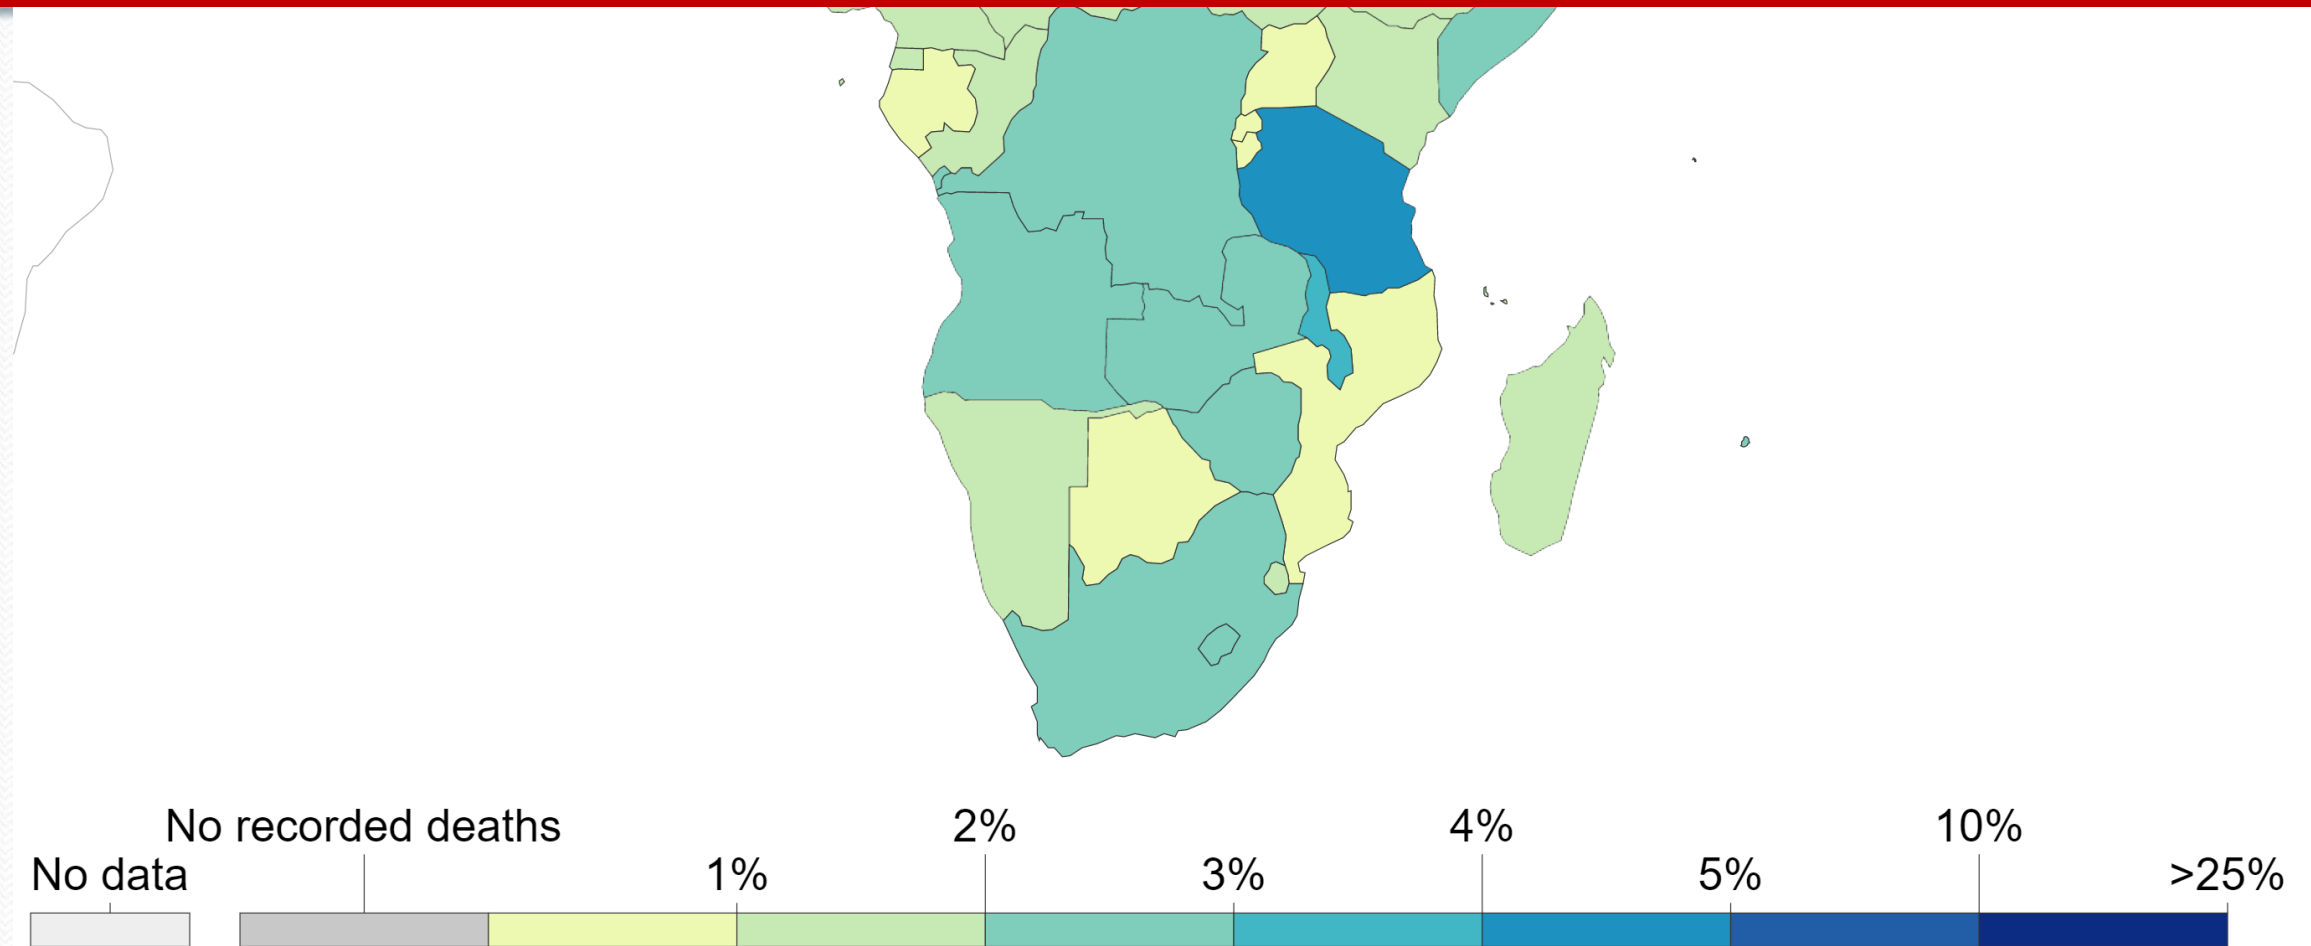 No recorded deaths 2% 4% 10%
No data 1% 3% 5% >25%